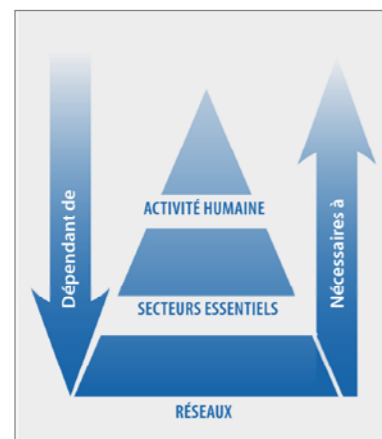 Dépendant de
ACTIVITÉ HUMAINE
Nécessaires à
SECTEURS ESSENTIELS
RÉSEAUX